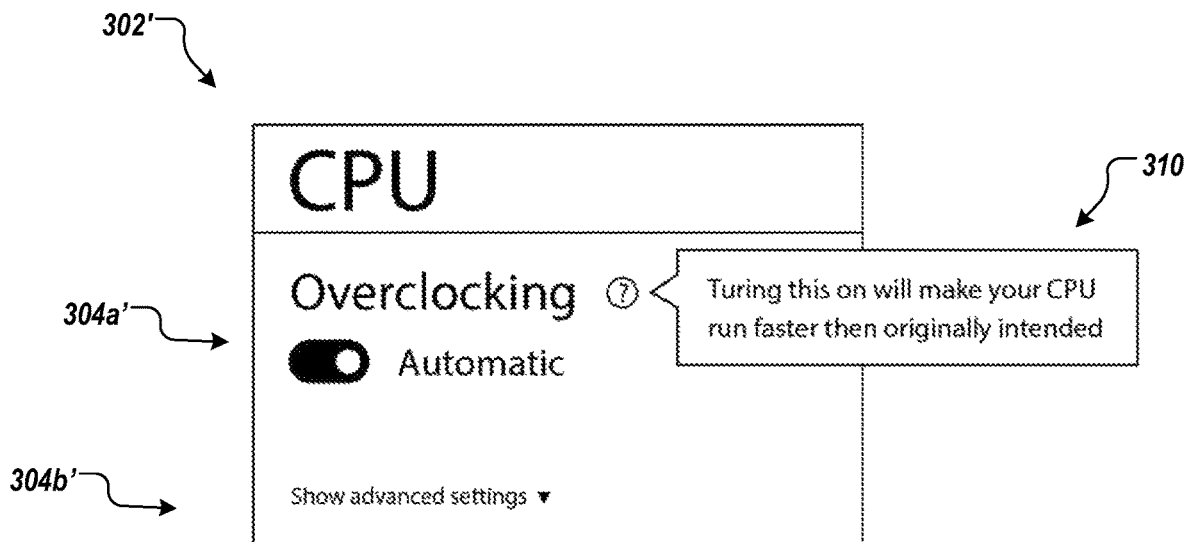 302'
CPU
310
Overclocking ?
Turing this on will make your CPU
run faster then originally intended
304a'
Automatic
304b'
Show advanced settings ▼